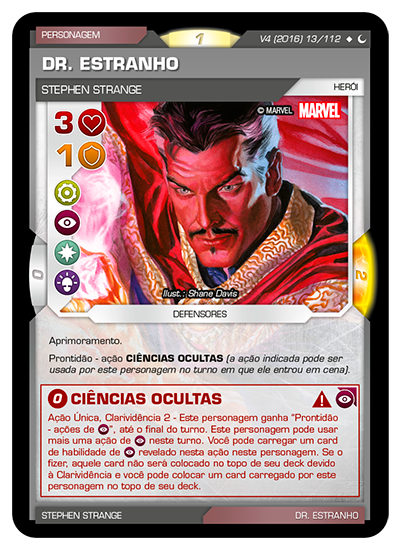 PERSONAGEM
1
V4 (2016) 13/112
DR. ESTRANHO
STEPHEN STRANGE
HERÓI
3
© MARVEL MARVEL
1
0
2
Ilust.: Shane Davis
DEFENSORES
Aprimoramento.
Prontidão - ação CIÊNCIAS OCULTAS (a ação indicada pode ser
usada por este personagem no turno em que ele entrou em cena).
0 CIÊNCIAS OCULTAS
Ação Única, Clarividência 2 - Este personagem ganha "Prontidão
- ações de", até o final do turno. Este personagem pode usar
mais uma ação de neste turno. Você pode carregar um card
de habilidade de revelado nesta ação neste personagem. Se o
fizer, aquele card não será colocado no topo de seu deck devido
à Clarividência e você pode colocar um card carregado por este
personagem no topo de seu deck.
STEPHEN STRANGE
DR. ESTRANHO